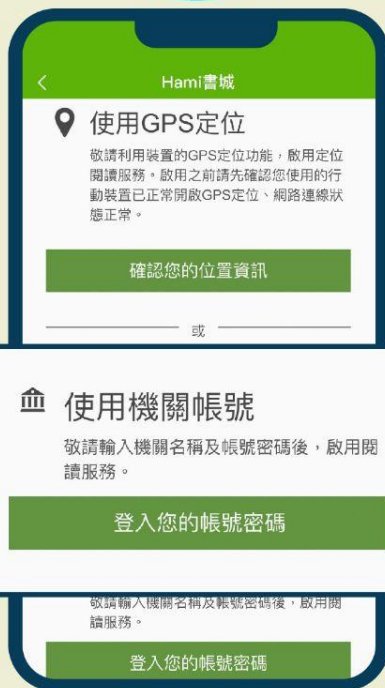 Hami書城
使用GPS定位
敬請利用裝置的GPS定位功能，啟用定位
閱讀服務。啟用之前請先確認您使用的行
動裝置已正常開啟GPS定位、網路連線狀
態正常。
確認您的位置資訊
或
使用機關帳號
敬請輸入機關名稱及帳號密碼後，啟用閱
讀服務。
登入您的帳號密碼
敬請輸入機關名稱及帳號密碼後，啟用閱
讀服務。
登入您的帳號密碼